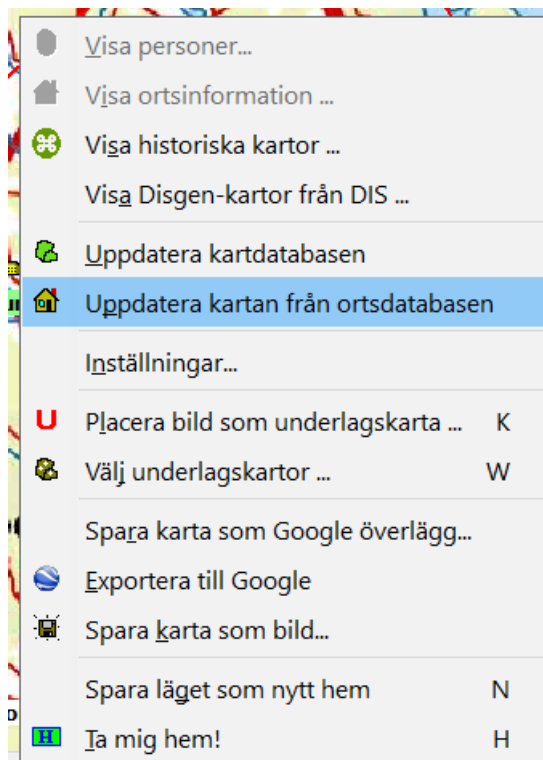 Visa personer...
Visa ortsinformation ...
Visa historiska kartor ...
Visa Disgen-kartor från DIS ...
Uppdatera kartdatabasen
Uppdatera kartan från ortsdatabasen
Inställningar...
U Placera bild som underlagskarta ... K
Välj underlagskartor ... W
Spara karta som Google överlägg...
Exportera till Google
Spara karta som bild...
Spara läget som nytt hem N
H Ta mig hem! H